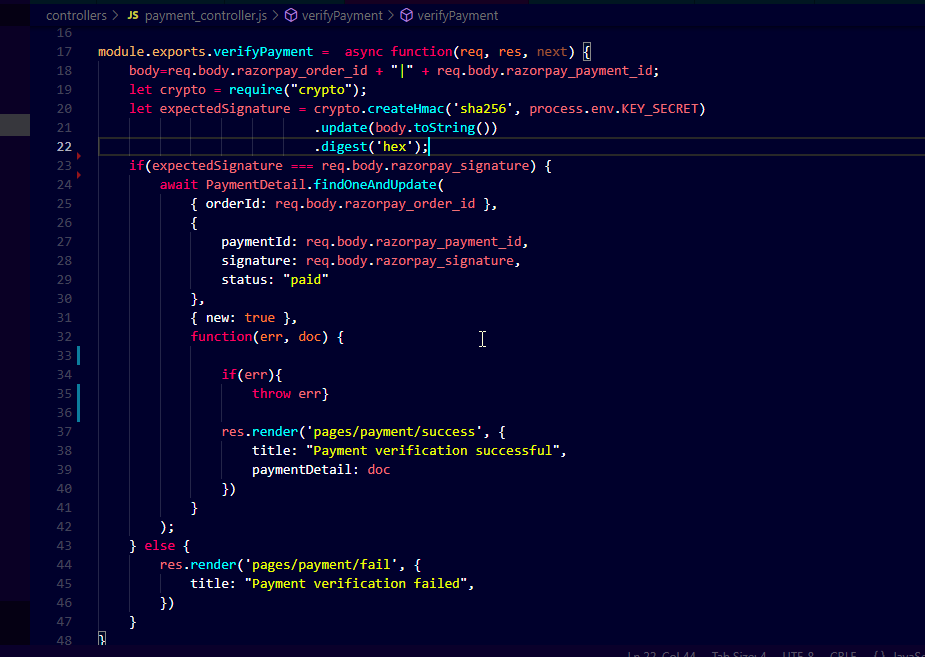 controllers > JS payment_controller.js > verifyPayment > verifyPayment
16
17 module.exports.verifyPayment = async function(req, res, next) {
18 body=req.body.razorpay_order_id + "|" + req.body.razorpay_payment_id;
19 let crypto = require("crypto");
20 let expectedSignature = crypto.createHmac('sha256', process.env.KEY_SECRET)
21 .update(body.toString())
22 .digest('hex');
23 if(expectedSignature === req.body.razorpay_signature) {
24 await PaymentDetail.findOneAndUpdate(
25 { orderId: req.body.razorpay_order_id },
26 {
27 paymentId: req.body.razorpay_payment_id,
28 signature: req.body.razorpay_signature,
29 status: "paid"
30 },
31 { new: true },
32 function(err, doc) {
33
34 if(err){
35 throw err}
36
37 res.render('pages/payment/success', {
38 title: "Payment verification successful",
39 paymentDetail: doc
40 })
41 }
42 );
43 } else {
44 res.render('pages/payment/fail', {
45 title: "Payment verification failed",
46 })
47 }
48 }
Ln 22, Col 44 Tab Size: 4 UTF-8 CRLF {}